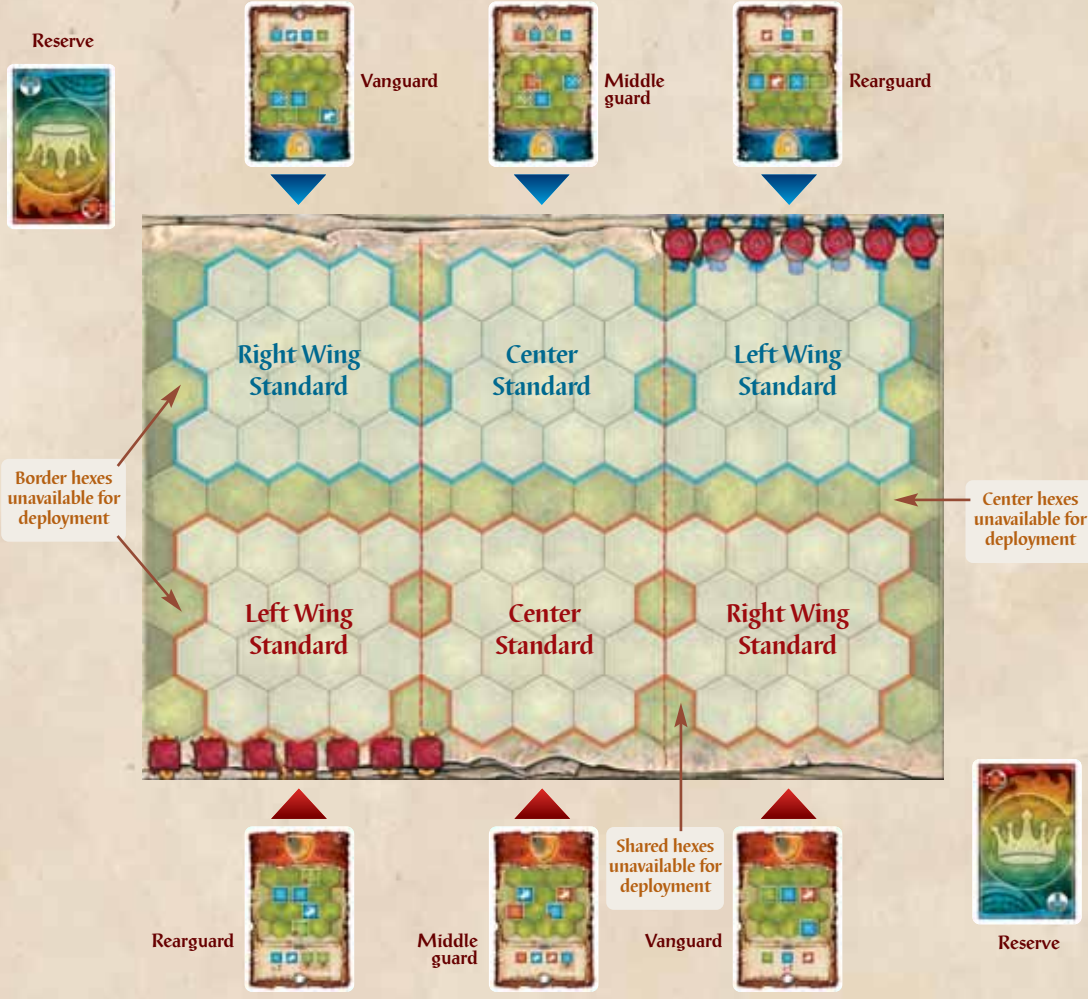 Reserve
Vanguard
Middle
guard
Rearguard
Right Wing
Standard
Center
Standard
Left Wing
Standard
Border hexes
unavailable for
deployment
Center hexes
unavailable for
deployment
Left Wing
Standard
Center
Standard
Right Wing
Standard
Shared hexes
unavailable for
deployment
Rearguard
Middle
guard
Vanguard
Reserve